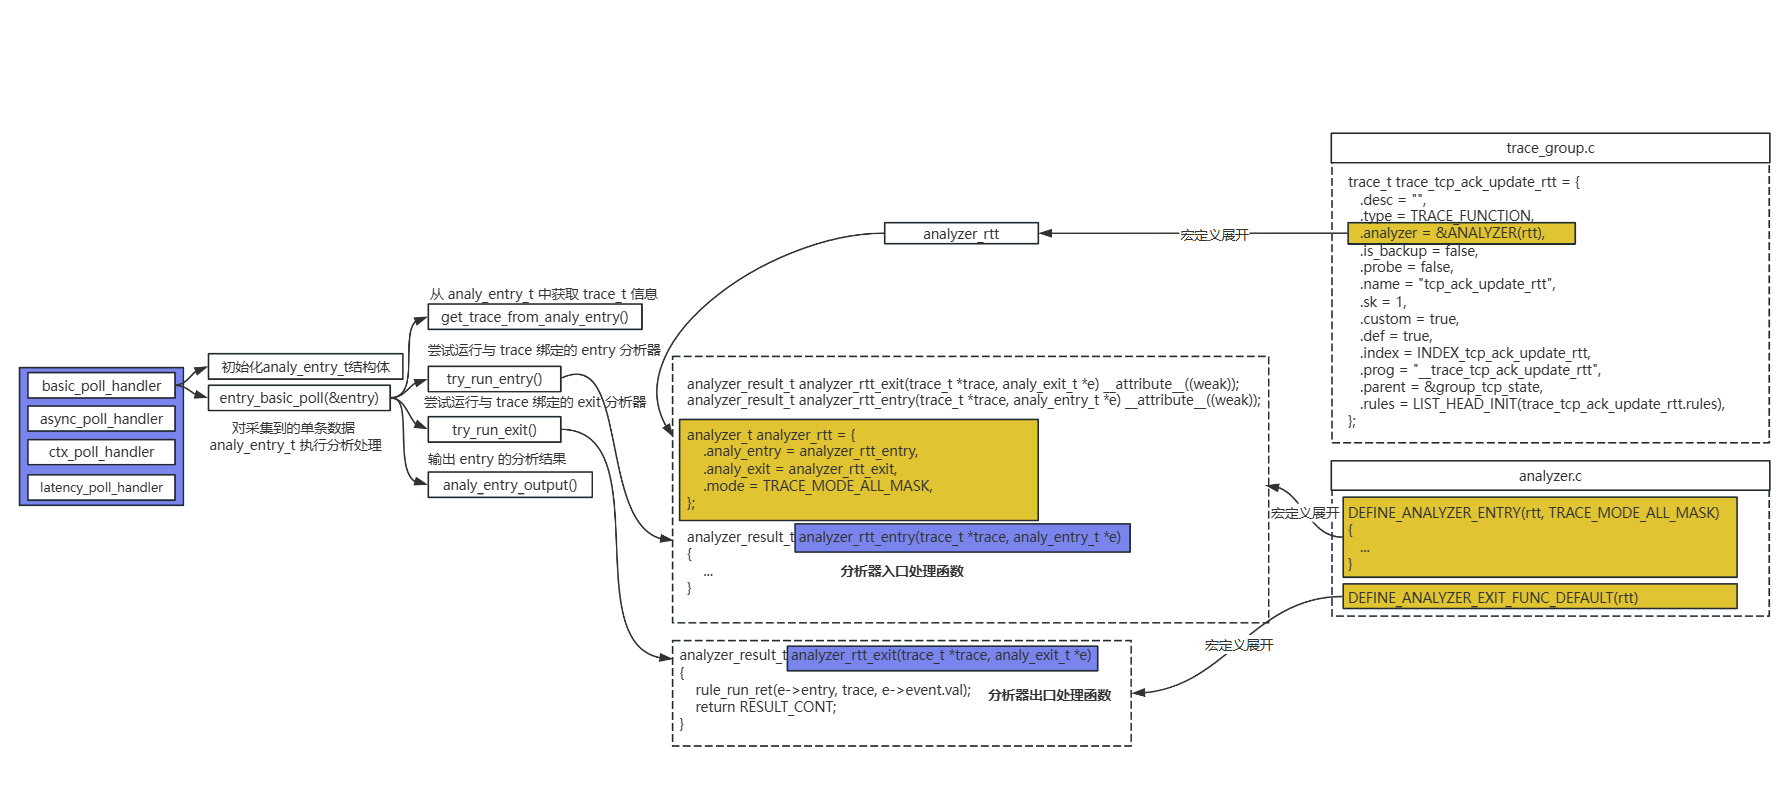 basic_poll_handler
async_poll_handler
ctx_poll_handler
latency_poll_handler
初始化analy_entry_t结构体
entry_basic_poll(&entry)
对采集到的单条数据
analy_entry_t 执行分析处理
从 analy_entry_t 中获取 trace_t 信息
get_trace_from_analy_entry()
尝试运行与 trace 绑定的 entry 分析器
try_run_entry()
尝试运行与 trace 绑定的 exit 分析器
try_run_exit()
输出 entry 的分析结果
analy_entry_output()
analyzer_rtt
宏定义展开
analyzer_result_t analyzer_rtt_exit(trace_t *trace, analy_exit_t *e) __attribute__((weak));
analyzer_result_t analyzer_rtt_entry(trace_t *trace, analy_entry_t *e) __attribute__((weak));
analyzer_t analyzer_rtt = {
.analy_entry = analyzer_rtt_entry,
.analy_exit = analyzer_rtt_exit,
.mode = TRACE_MODE_ALL_MASK,
};
analyzer_result_t analyzer_rtt_entry(trace_t *trace, analy_entry_t *e)
{
...
}
分析器入口处理函数
analyzer_result_t analyzer_rtt_exit(trace_t *trace, analy_exit_t *e)
{
rule_run_ret(e->entry, trace, e->event.val);
return RESULT_CONT;
}
分析器出口处理函数
trace_group.c
trace_t trace_tcp_ack_update_rtt = {
.desc = "",
.type = TRACE_FUNCTION,
.analyzer = &ANALYZER(rtt),
.is_backup = false,
.probe = false,
.name = "tcp_ack_update_rtt",
.sk = 1,
.custom = true,
.def = true,
.index = INDEX_tcp_ack_update_rtt,
.prog = "__trace_tcp_ack_update_rtt",
.parent = &group_tcp_state,
.rules = LIST_HEAD_INIT(trace_tcp_ack_update_rtt.rules),
};
analyzer.c
宏定义展开
DEFINE_ANALYZER_ENTRY(rtt, TRACE_MODE_ALL_MASK)
{
...
}
DEFINE_ANALYZER_EXIT_FUNC_DEFAULT(rtt)
宏定义展开